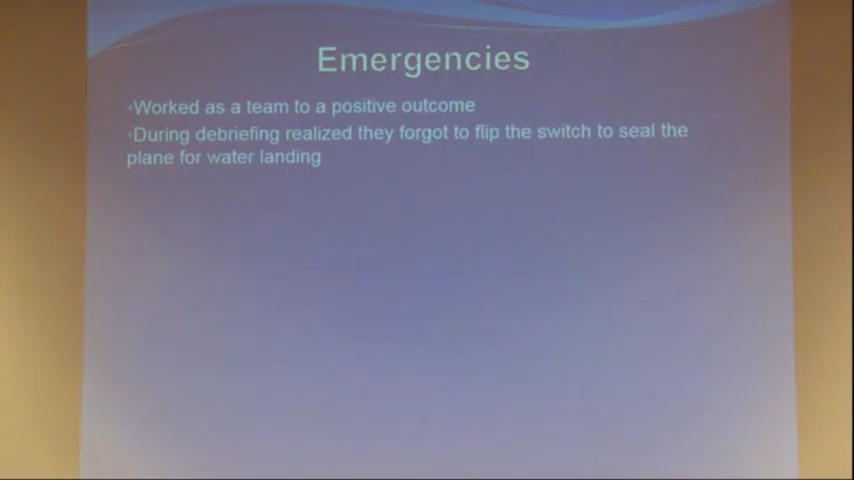 Emergencies
•Worked as a team to a positive outcome
•During debriefing realized they forgot to flip the switch to seal the
plane for water landing